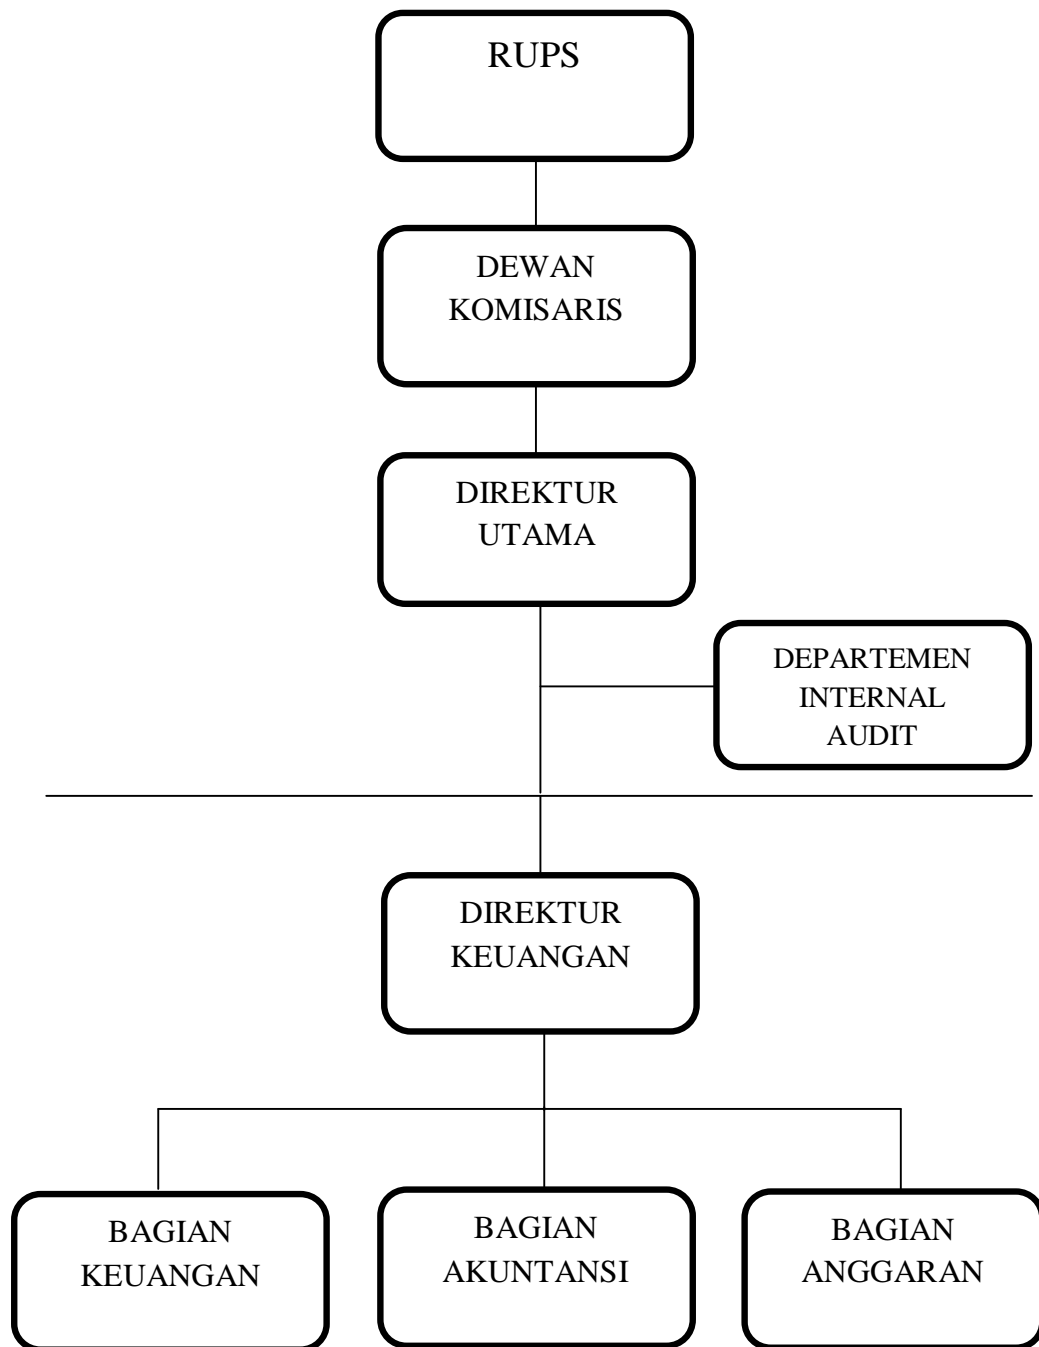 RUPS
DEWAN
KOMISARIS
DIREKTUR
UTAMA
DEPARTEMEN
INTERNAL
AUDIT
DIREKTUR
KEUANGAN
BAGIAN
KEUANGAN
BAGIAN
AKUNTANSI
BAGIAN
ANGGARAN